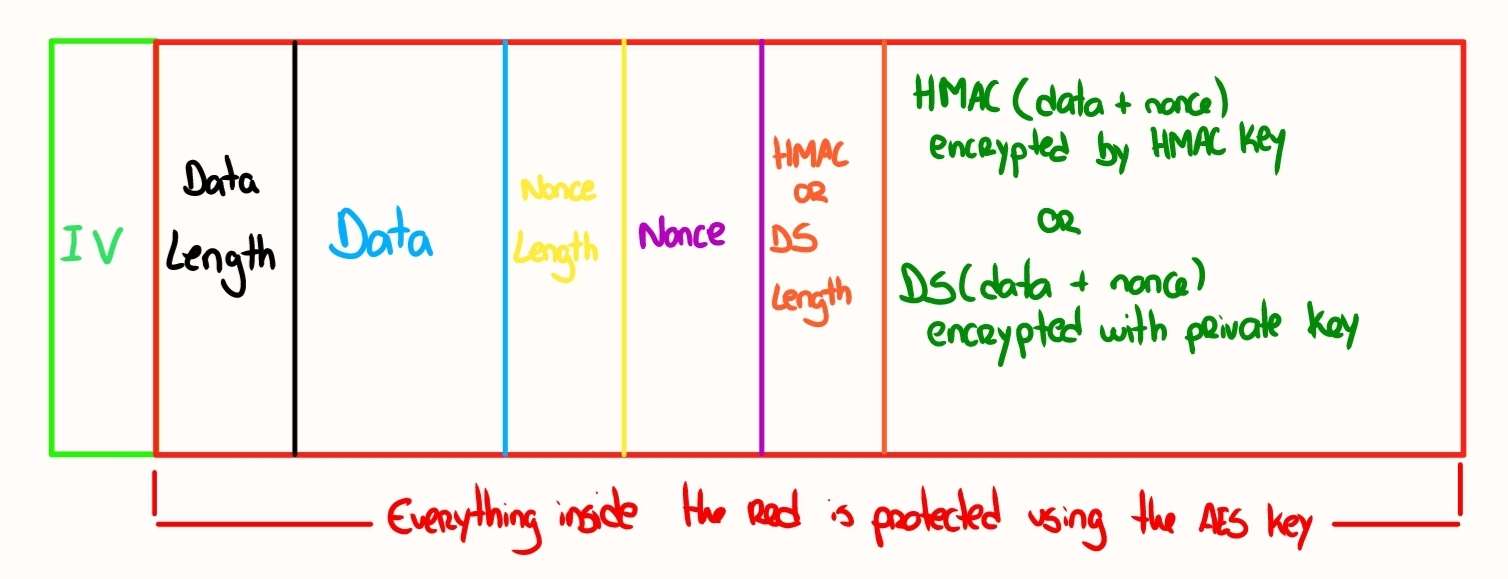 IV
Data
Length
Data
Nonce
Length
Nonce
HMAC
OR
DS
Length
HMAC (data + nonce)
encrypted by HMAC Key
OR
DS(data + nonce)
encrypted with private key
Everything inside the Red is protected using the AES key